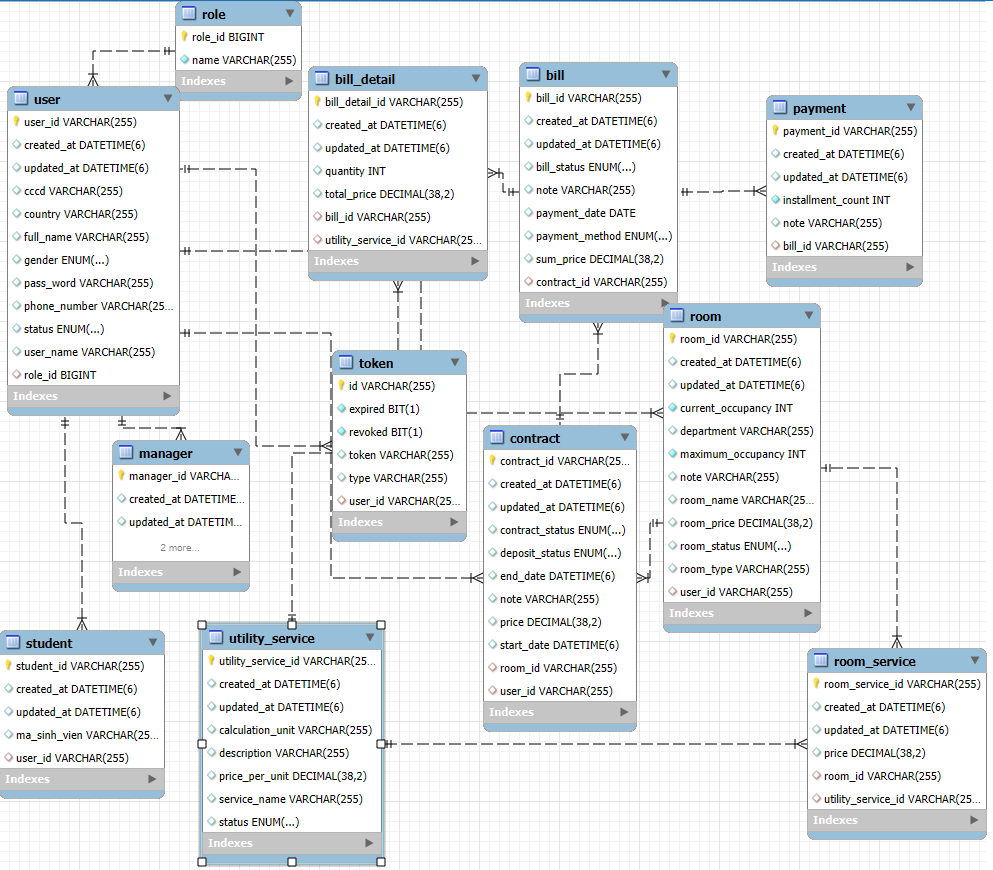 role
role_id BIGINT
name VARCHAR(255)
Indexes
user
user_id VARCHAR(255)
created_at DATETIME(6)
updated_at DATETIME(6)
cccd VARCHAR(255)
country VARCHAR(255)
full_name VARCHAR(255)
gender ENUM(...)
pass_word VARCHAR(255)
phone_number VARCHAR(25...
status ENUM(...)
user_name VARCHAR(255)
role_id BIGINT
Indexes
bill_detail
bill_detail_id VARCHAR(255)
created_at DATETIME(6)
updated_at DATETIME(6)
quantity INT
total_price DECIMAL(38,2)
bill_id VARCHAR(255)
utility_service_id VARCHAR(25...
Indexes
bill
bill_id VARCHAR(255)
created_at DATETIME(6)
updated_at DATETIME(6)
bill_status ENUM(...)
note VARCHAR(255)
payment_date DATE
payment_method ENUM(...)
sum_price DECIMAL(38,2)
contract_id VARCHAR(255)
Indexes
payment
payment_id VARCHAR(255)
created_at DATETIME(6)
updated_at DATETIME(6)
installment_count INT
note VARCHAR(255)
bill_id VARCHAR(255)
Indexes
room
room_id VARCHAR(255)
created_at DATETIME(6)
updated_at DATETIME(6)
current_occupancy INT
department VARCHAR(255)
maximum_occupancy INT
note VARCHAR(255)
room_name VARCHAR(25...
room_price DECIMAL(38,2)
room_status ENUM(...)
room_type VARCHAR(255)
user_id VARCHAR(255)
Indexes
token
id VARCHAR(255)
expired BIT(1)
revoked BIT(1)
token VARCHAR(255)
type VARCHAR(255)
user_id VARCHAR(25...
Indexes
contract
contract_id VARCHAR(25...
created_at DATETIME(6)
updated_at DATETIME(6)
contract_status ENUM(...)
deposit_status ENUM(...)
end_date DATETIME(6)
note VARCHAR(255)
price DECIMAL(38,2)
start_date DATETIME(6)
room_id VARCHAR(255)
user_id VARCHAR(255)
Indexes
manager
manager_id VARCHA...
created_at DATETIME...
updated_at DATETIM...
2 more...
Indexes
student
student_id VARCHAR(255)
created_at DATETIME(6)
updated_at DATETIME(6)
ma_sinh_vien VARCHAR(25...
user_id VARCHAR(255)
Indexes
utility_service
utility_service_id VARCHAR(25...
created_at DATETIME(6)
updated_at DATETIME(6)
calculation_unit VARCHAR(255)
description VARCHAR(255)
price_per_unit DECIMAL(38,2)
service_name VARCHAR(255)
status ENUM(...)
Indexes
room_service
room_service_id VARCHAR(255)
created_at DATETIME(6)
updated_at DATETIME(6)
price DECIMAL(38,2)
room_id VARCHAR(255)
utility_service_id VARCHAR(25...
Indexes